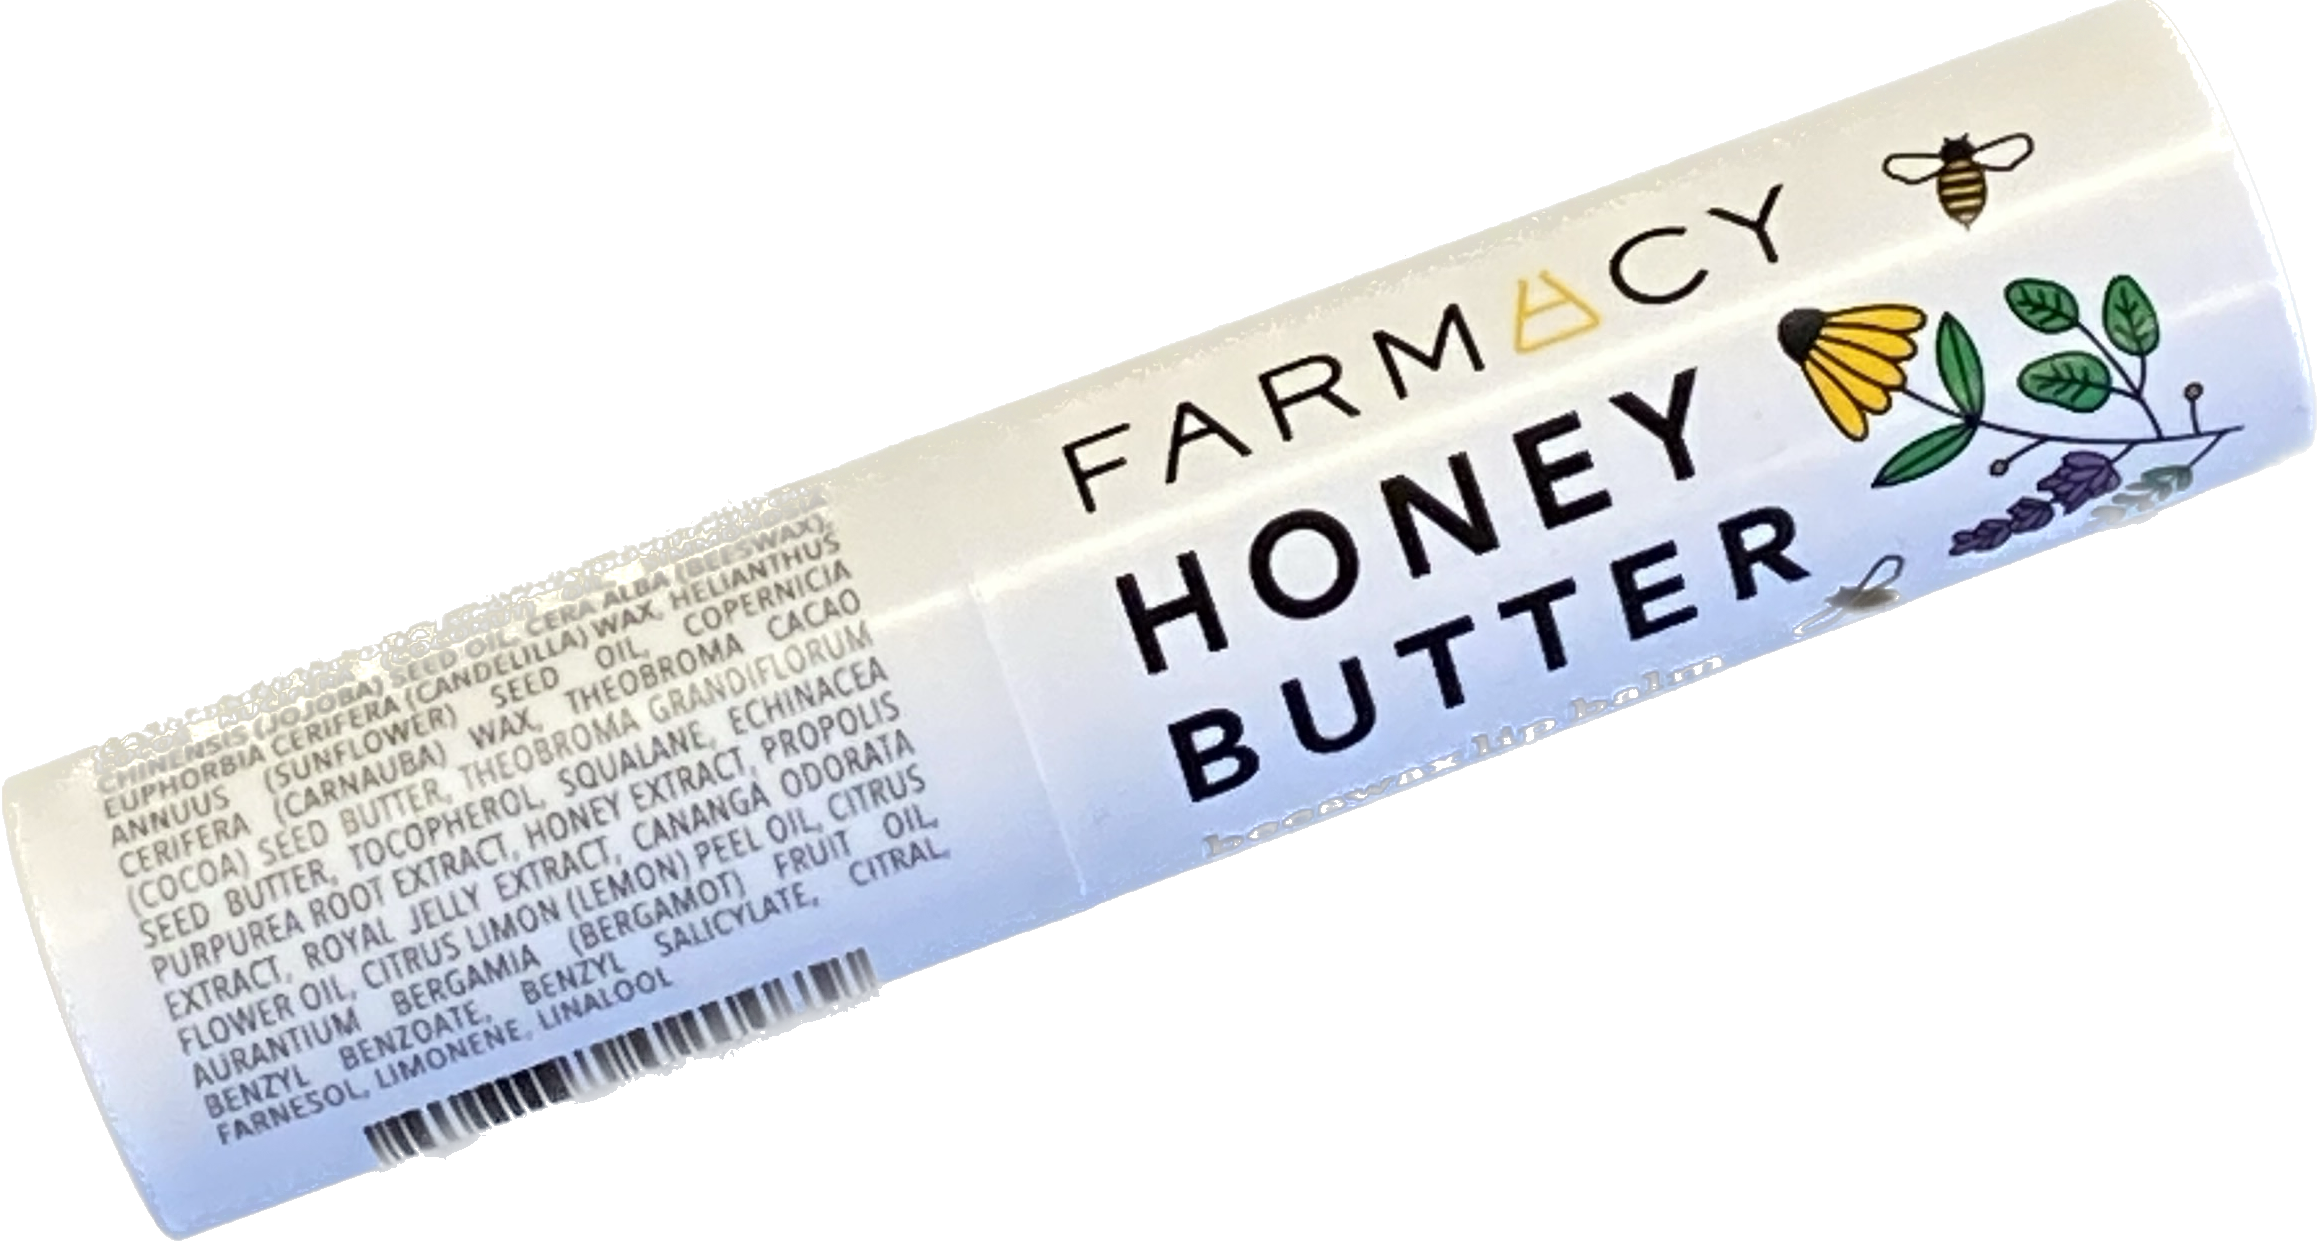 FARMACY
HONEY
BUTTER
beeswax lip balm
CHINENSIS (JOJOBA) SEED OIL, CERA ALBA (BEESWAX),
EUPHORBIA CERIFERA (CANDELILLA) WAX, HELIANTHUS
ANNUUS (SUNFLOWER) SEED OIL, COPERNICIA
CERIFERA (CARNAUBA) WAX, THEOBROMA CACAO
(COCOA) SEED BUTTER, THEOBROMA GRANDIFLORUM
SEED BUTTER, TOCOPHEROL, SQUALANE, ECHINACEA
PURPUREA ROOT EXTRACT, HONEY EXTRACT, PROPOLIS
EXTRACT, ROYAL JELLY EXTRACT, CANANGA ODORATA
FLOWER OIL, CITRUS LIMON (LEMON) PEEL OIL, CITRUS
AURANTIUM BERGAMIA (BERGAMOT) FRUIT OIL,
BENZYL BENZOATE, BENZYL SALICYLATE, CITRAL,
FARNESOL, LIMONENE, LINALOOL